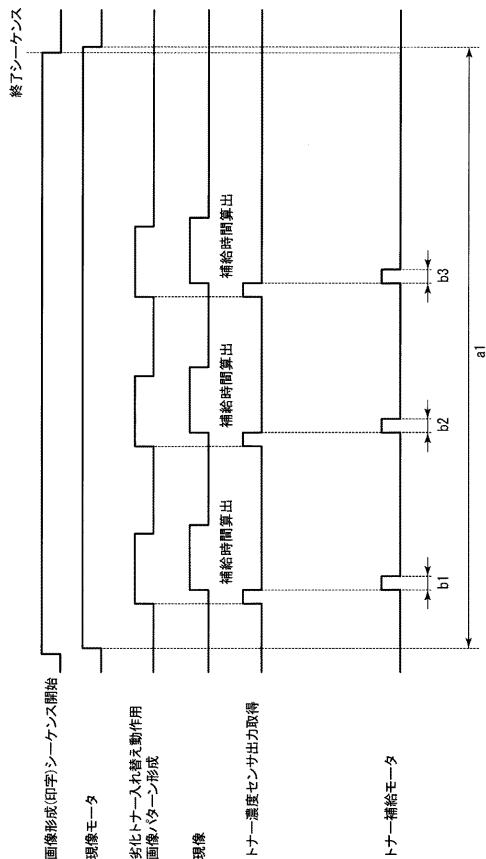 終了シーケンス
画像形成(印字)シーケンス開始
現像モータ
劣化トナー入れ替え動作用
画像パターン形成
現像
補給時間算出
補給時間算出
補給時間算出
トナー濃度センサ出力取得
トナー補給モータ
b1
b2
b3
a1